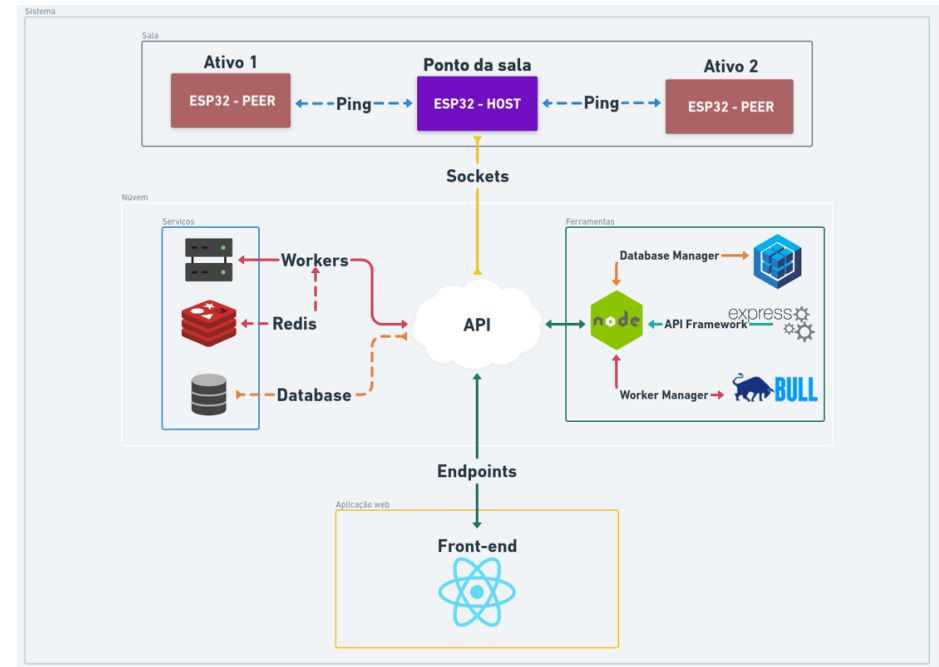 Sistema
Sala
Ativo 1
Ponto da sala
Ativo 2
ESP32 - PEER
Ping
ESP32 - HOST
Ping
ESP32 - PEER
Sockets
Núvem
Serviços
Ferramentas
Workers
Database Manager
Redis
API
node
API Framework
express
Database
Worker Manager
BULL
Endpoints
Aplicação web
Front-end